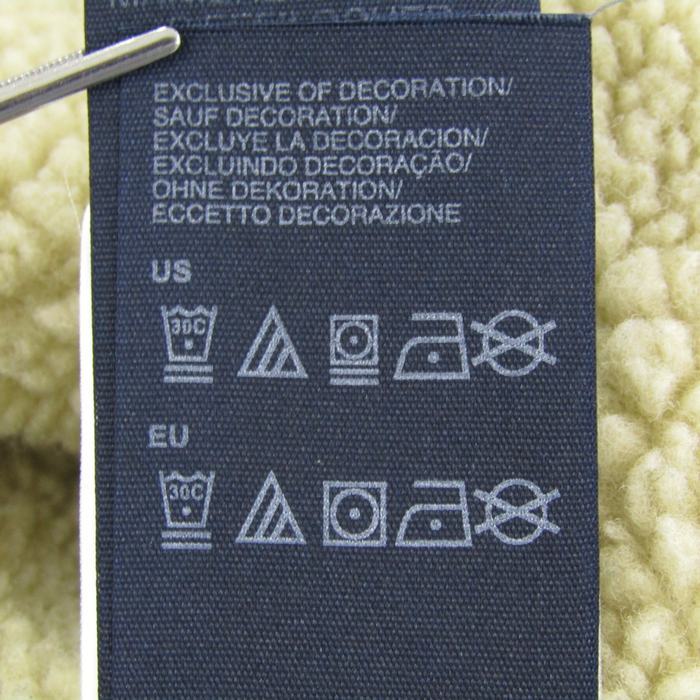 EXCLUSIVE OF DECORATION/
SAUF DECORATION/
EXCLUYE LA DECORACION/
EXCLUINDO DECORAÇÃO/
OHNE DEKORATION/
ECCETTO DECORAZIONE
US
30C
EU
30C